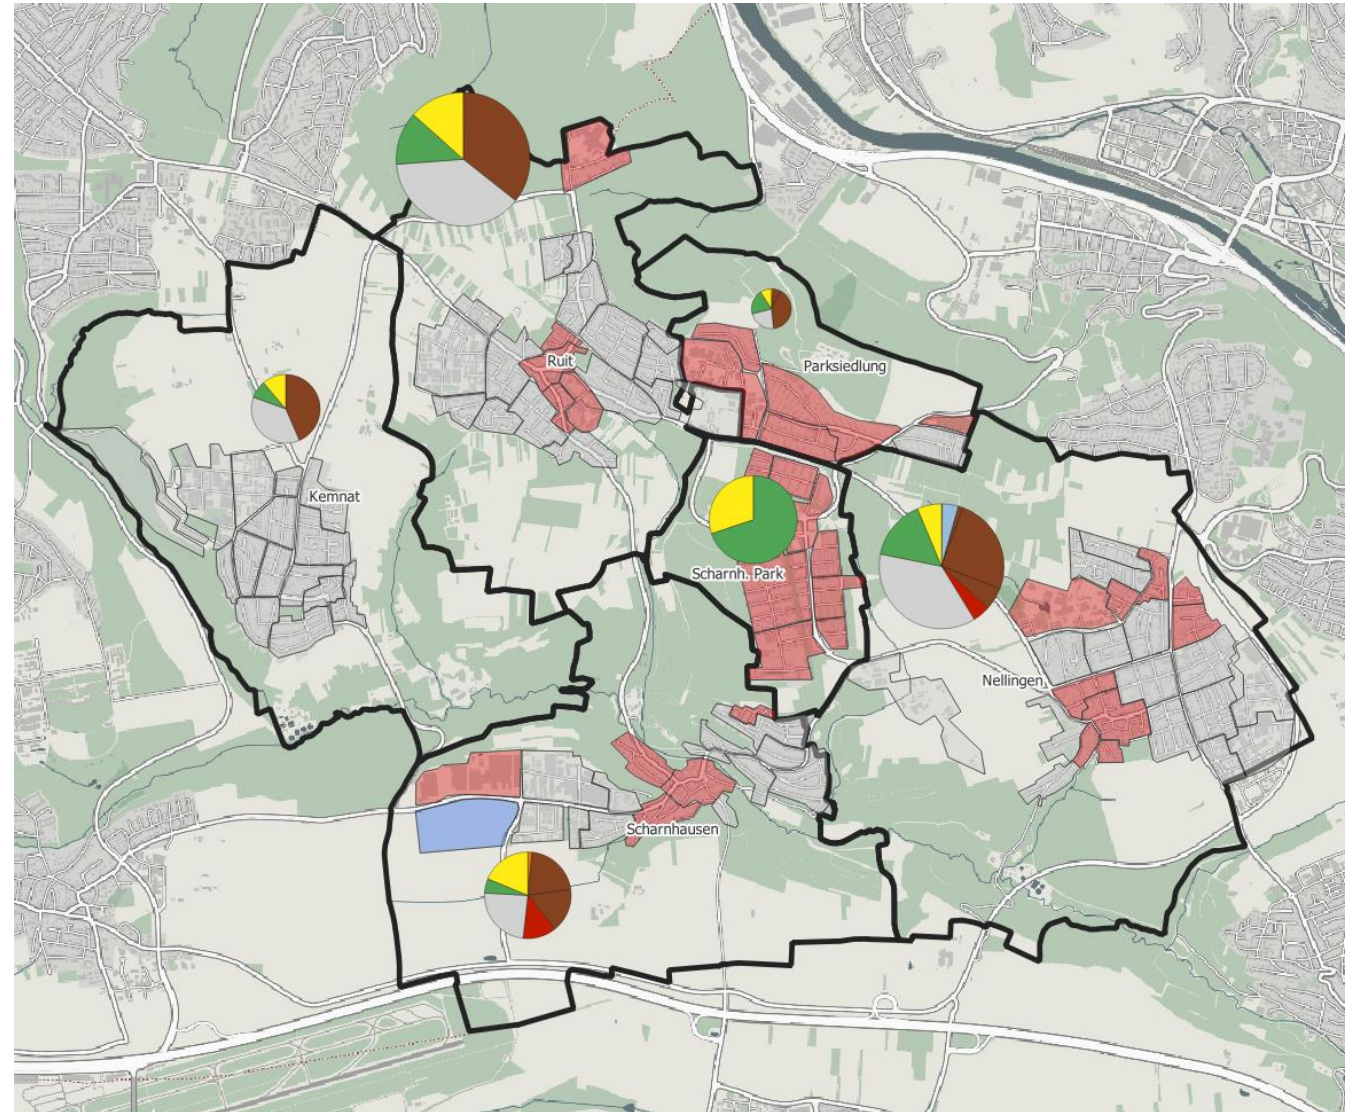 Ruit
Parksiedlung
Kemnat
Scharnh. Park
Nellingen
Scharnhausen